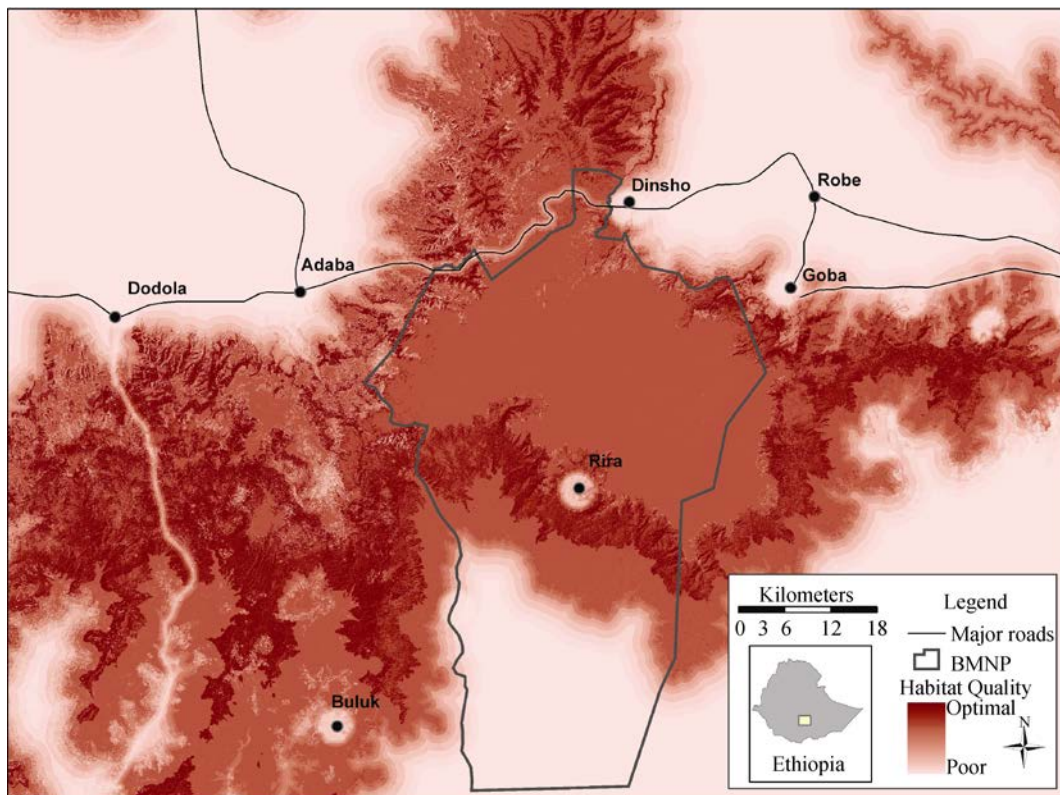 Dinsho
Robe
Adaba
Goba
Dodola
Rira
Buluk
Kilometers
0 3 6 12 18
Legend
Major roads
BMNP
Habitat Quality
Optimal
Poor
N
Ethiopia